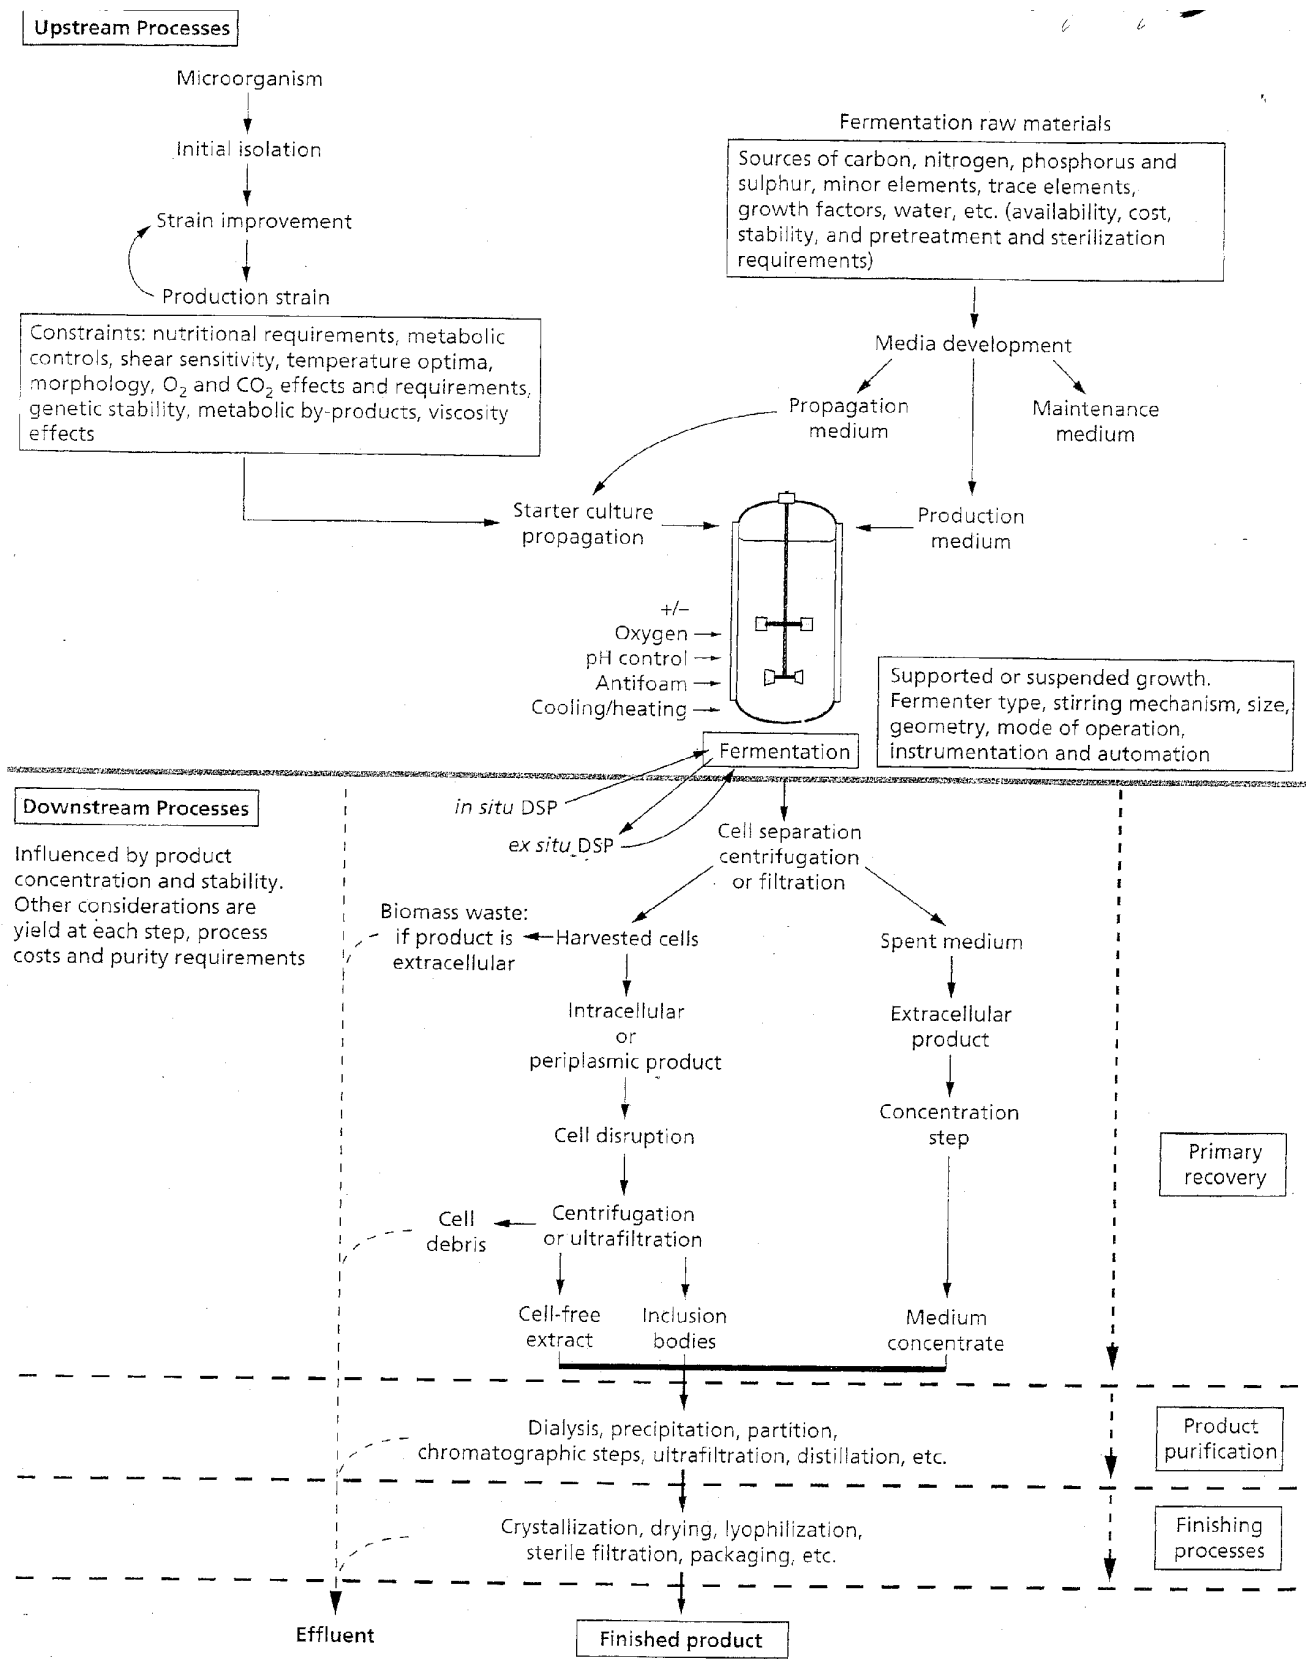 Upstream Processes
Microorganism
Initial isolation
Strain improvement
Production strain
Constraints: nutritional requirements, metabolic
controls, shear sensitivity, temperature optima,
morphology, O₂ and CO₂ effects and requirements,
genetic stability, metabolic by-products, viscosity
effects
Fermentation raw materials
Sources of carbon, nitrogen, phosphorus and
sulphur, minor elements, trace elements,
growth factors, water, etc. (availability, cost,
stability, and pretreatment and sterilization
requirements)
Media development
Propagation
medium
Maintenance
medium
Starter culture
propagation
Production
medium
+/–
Oxygen
pH control
Antifoam
Cooling/heating
Supported or suspended growth.
Fermenter type, stirring mechanism, size,
geometry, mode of operation,
instrumentation and automation
Fermentation
Downstream Processes
Influenced by product
concentration and stability.
Other considerations are
yield at each step, process
costs and purity requirements
in situ DSP
ex situ DSP
Cell separation
centrifugation
or filtration
Biomass waste:
if product is
extracellular
Harvested cells
Spent medium
Intracellular
or
periplasmic product
Extracellular
product
Cell disruption
Concentration
step
Primary
recovery
Cell
debris
Centrifugation
or ultrafiltration
Cell-free
extract
Inclusion
bodies
Medium
concentrate
Dialysis, precipitation, partition,
chromatographic steps, ultrafiltration, distillation, etc.
Product
purification
Crystallization, drying, lyophilization,
sterile filtration, packaging, etc.
Finishing
processes
Effluent
Finished product